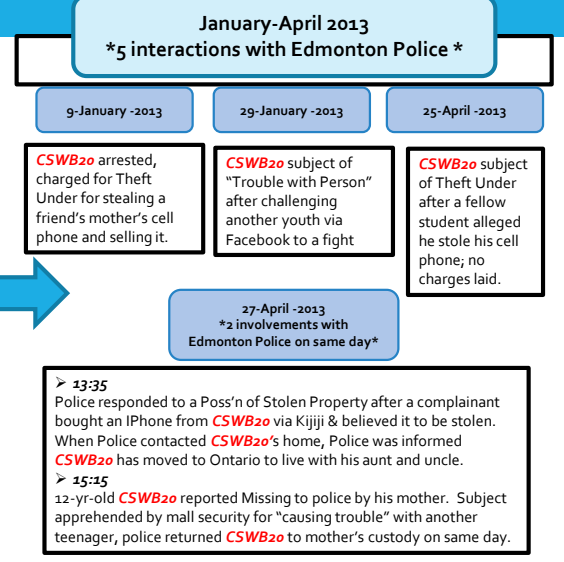 January-April 2013
*5 interactions with Edmonton Police *
9-January -2013
29-January -2013
25-April -2013
CSWB20 arrested,
charged for Theft
Under for stealing a
friend's mother's cell
phone and selling it.
CSWB20 subject of
"Trouble with Person"
after challenging
another youth via
Facebook to a fight
CSWB20 subject
of Theft Under
after a fellow
student alleged
he stole his cell
phone; no
charges laid.
27-April -2013
*2 involvements with
Edmonton Police on same day*
➢ 13:35
Police responded to a Poss'n of Stolen Property after a complainant
bought an IPhone from CSWB20 via Kijiji & believed it to be stolen.
When Police contacted CSWB20's home, Police was informed
CSWB20 has moved to Ontario to live with his aunt and uncle.
➢ 15:15
12-yr-old CSWB20 reported Missing to police by his mother.  Subject
apprehended by mall security for "causing trouble" with another
teenager, police returned CSWB20 to mother's custody on same day.